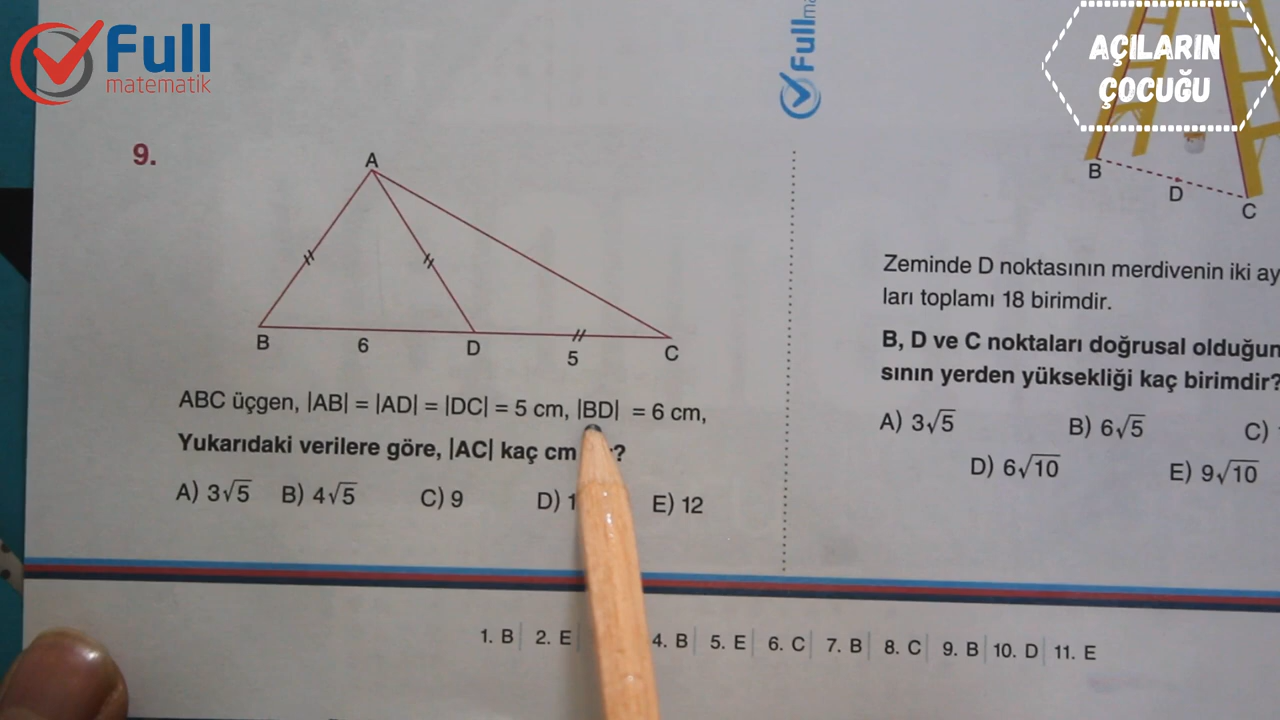 Full
matematik
Full
AÇILARIN
ÇOCUĞU
9.
A
B
6
D
5
C
ABC üçgen, |AB| = |AD| = |DC| = 5 cm, |BD| = 6 cm,
Yukarıdaki verilere göre, |AC| kaç cm ?
A) 3√5 B) 4√5 C) 9 D) 1 E) 12
B
D
C
Zeminde D noktasının merdivenin iki ay
ları toplamı 18 birimdir.
B, D ve C noktaları doğrusal olduğun
sının yerden yüksekliği kaç birimdir?
A) 3√5 B) 6√5 C)
D) 6√10 E) 9√10
1. B 2. E 4. B 5. E 6. C 7. B 8. C 9. B 10. D 11. E